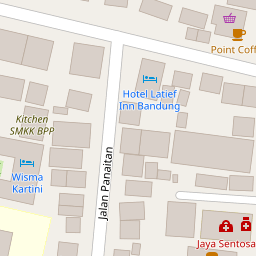 Point Coff
Hotel Latief
Inn Bandung
Kitchen
SMKK BPP
Jalan Panaitan
Wisma
Kartini
Jaya Sentosa